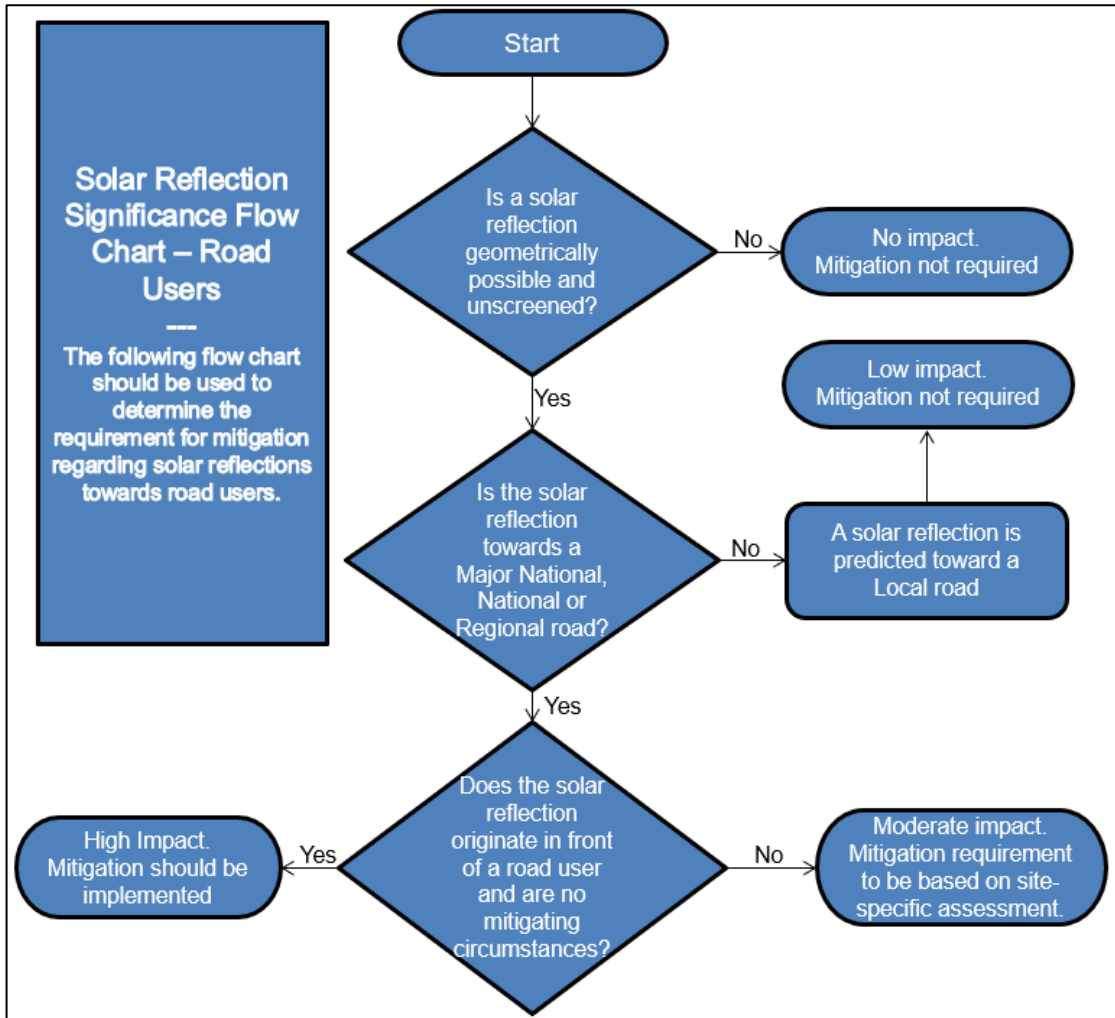 Solar Reflection
Significance Flow
Chart – Road
Users
---
The following flow chart
should be used to
determine the
requirement for mitigation
regarding solar reflections
towards road users.
Start
Is a solar
reflection
geometrically
possible and
unscreened?
No
No impact.
Mitigation not required
Yes
Is the solar
reflection
towards a
Major National,
National or
Regional road?
No
A solar reflection is
predicted toward a
Local road
Low impact.
Mitigation not required
Yes
Does the solar
reflection
originate in front
of a road user
and are no
mitigating
circumstances?
Yes
High Impact.
Mitigation should be
implemented
No
Moderate impact.
Mitigation requirement
to be based on site-
specific assessment.